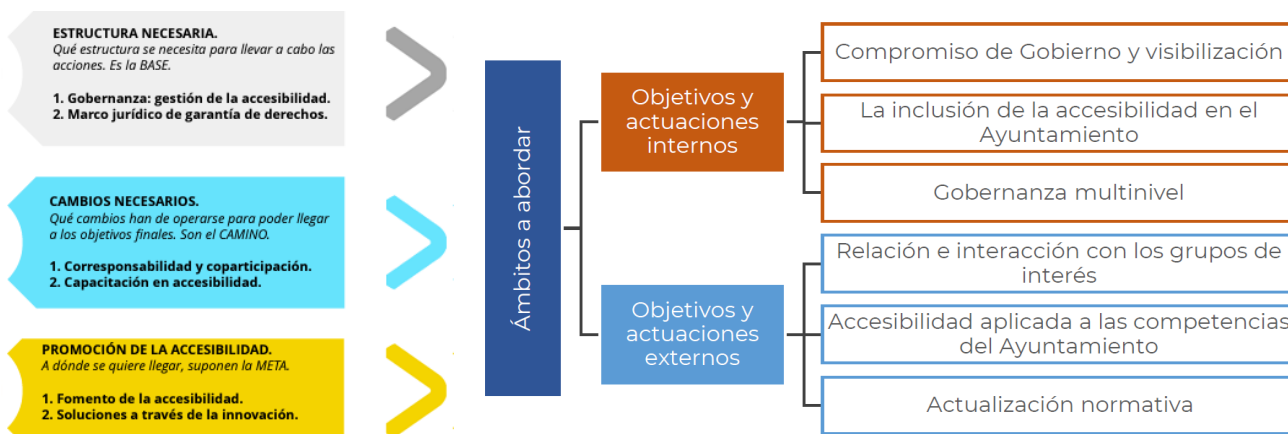 ESTRUCTURA NECESARIA.
Qué estructura se necesita para llevar a cabo las
acciones. Es la BASE.
1. Gobernanza: gestión de la accesibilidad.
2. Marco jurídico de garantía de derechos.
CAMBIOS NECESARIOS.
Qué cambios han de operarse para poder llegar
a los objetivos finales. Son el CAMINO.
1. Corresponsabilidad y coparticipación.
2. Capacitación en accesibilidad.
PROMOCIÓN DE LA ACCESIBILIDAD.
A dónde se quiere llegar, suponen la META.
1. Fomento de la accesibilidad.
2. Soluciones a través de la innovación.
Ámbitos a abordar
Objetivos y
actuaciones
internos
Compromiso de Gobierno y visibilización
La inclusión de la accesibilidad en el
Ayuntamiento
Gobernanza multinivel
Objetivos y
actuaciones
externos
Relación e interacción con los grupos de
interés
Accesibilidad aplicada a las competencias
del Ayuntamiento
Actualización normativa